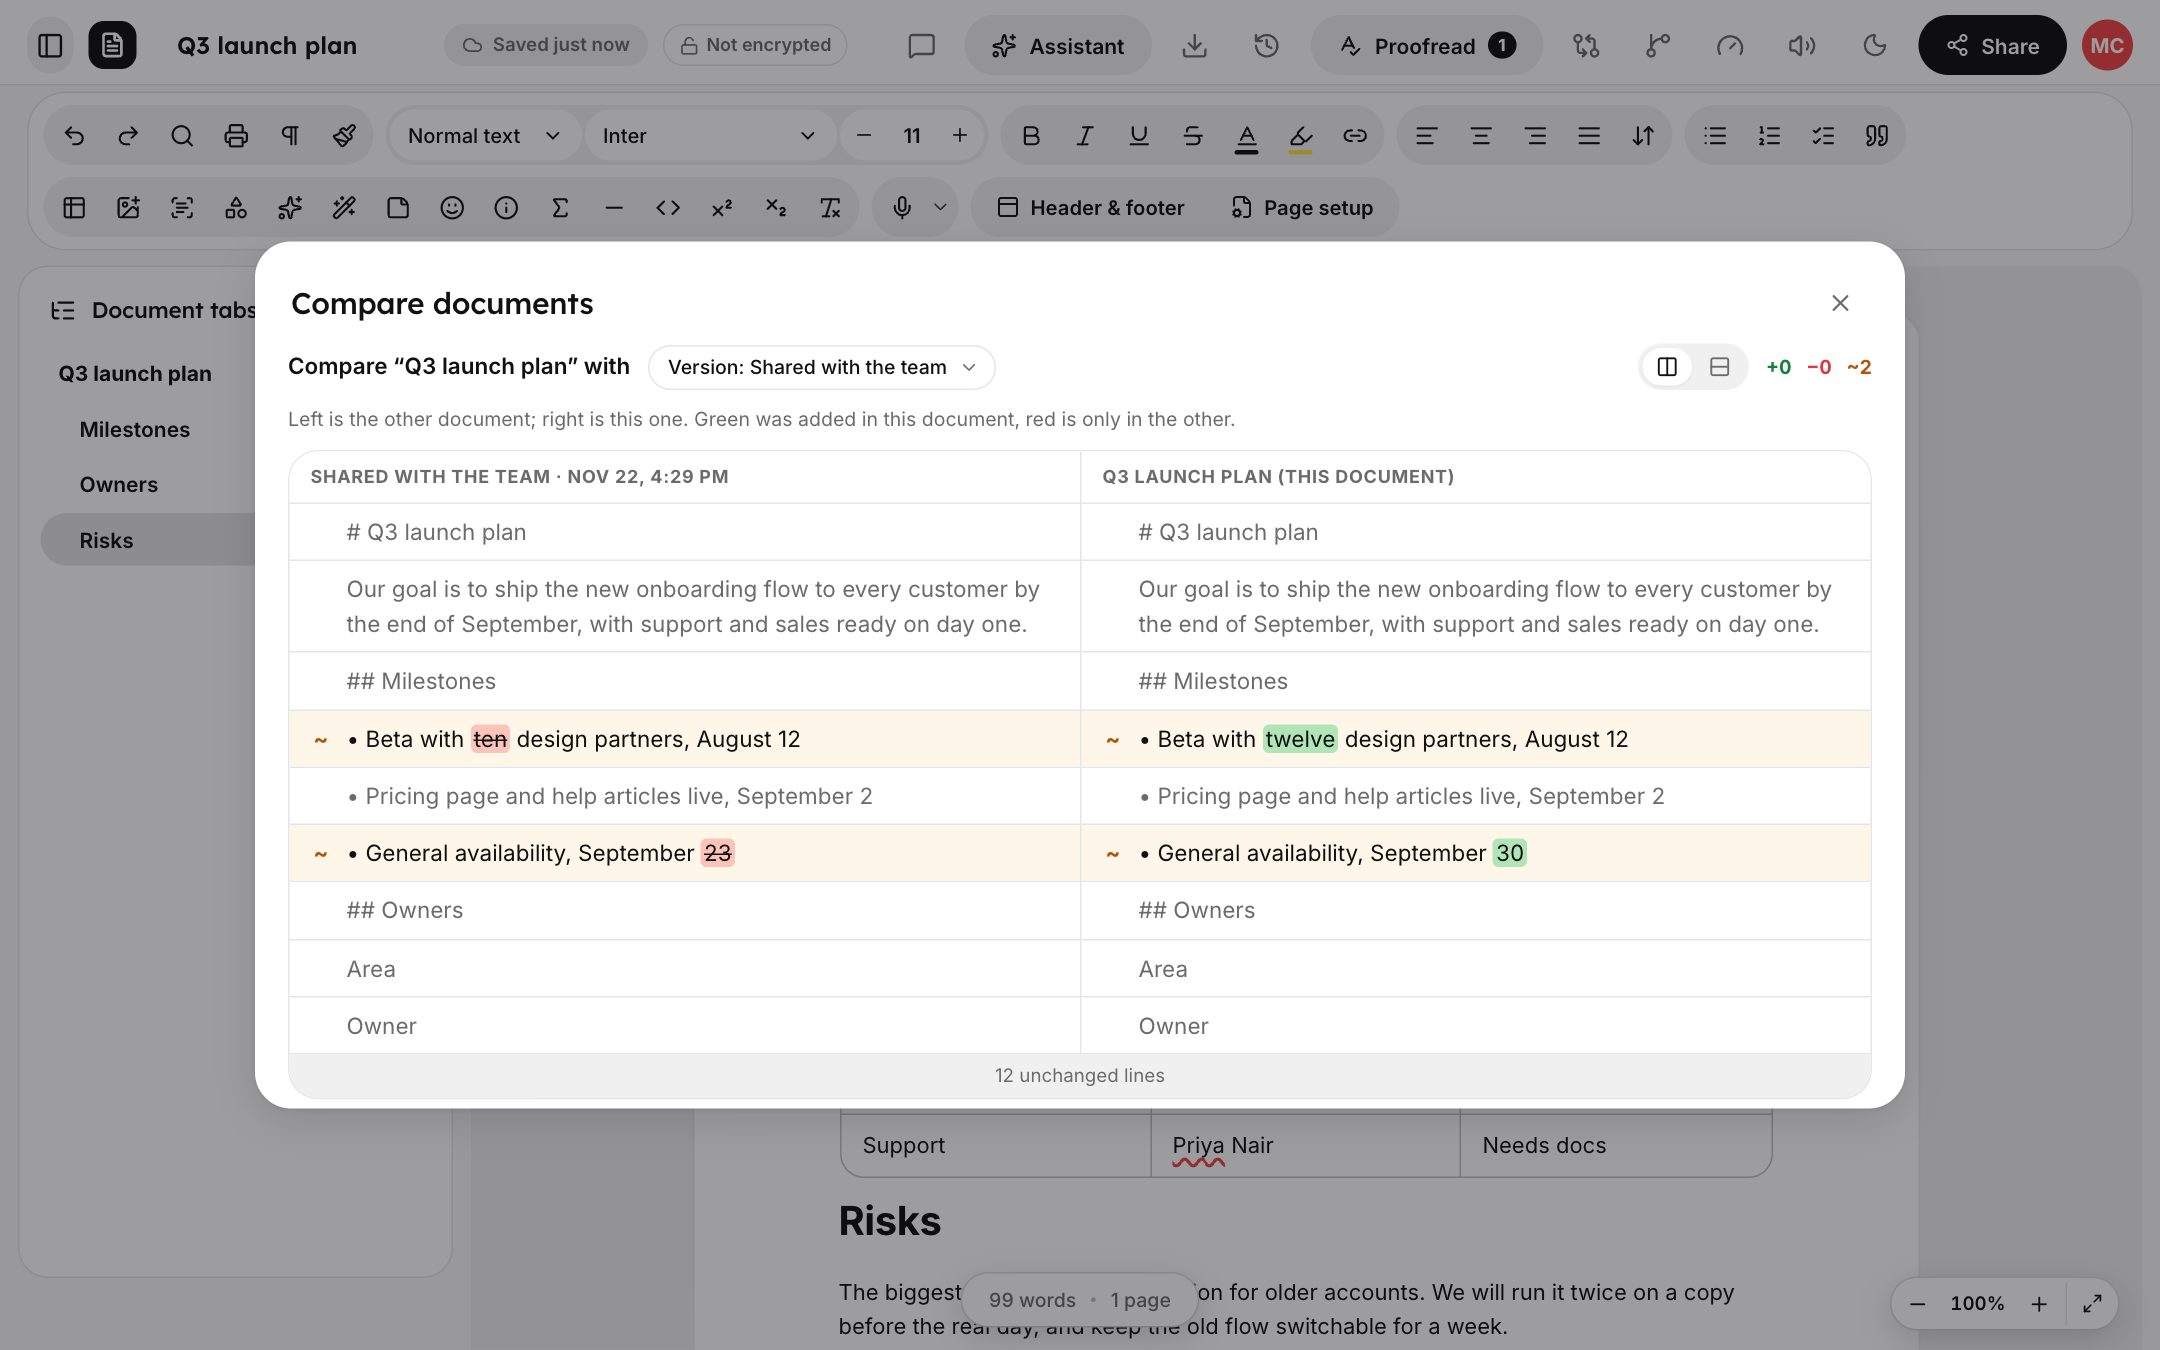 Q3 launch plan
Saved just now
Not encrypted
Assistant
Proofread 1
Share
MC
Normal text
Inter
11
Header & footer
Page setup
Document tabs
Q3 launch plan
Milestones
Owners
Risks
Compare documents
Compare “Q3 launch plan” with
Version: Shared with the team
+0 −0 ~2
Left is the other document; right is this one. Green was added in this document, red is only in the other.
SHARED WITH THE TEAM · NOV 22, 4:29 PM
Q3 LAUNCH PLAN (THIS DOCUMENT)
# Q3 launch plan
# Q3 launch plan
Our goal is to ship the new onboarding flow to every customer by
the end of September, with support and sales ready on day one.
Our goal is to ship the new onboarding flow to every customer by
the end of September, with support and sales ready on day one.
## Milestones
## Milestones
~ • Beta with ten design partners, August 12
~ • Beta with twelve design partners, August 12
• Pricing page and help articles live, September 2
• Pricing page and help articles live, September 2
~ • General availability, September 23
~ • General availability, September 30
## Owners
## Owners
Area
Area
Owner
Owner
12 unchanged lines
Support
Priya Nair
Needs docs
Risks
The biggest on for older accounts. We will run it twice on a copy
before the real day, and keep the old flow switchable for a week.
99 words • 1 page
100%